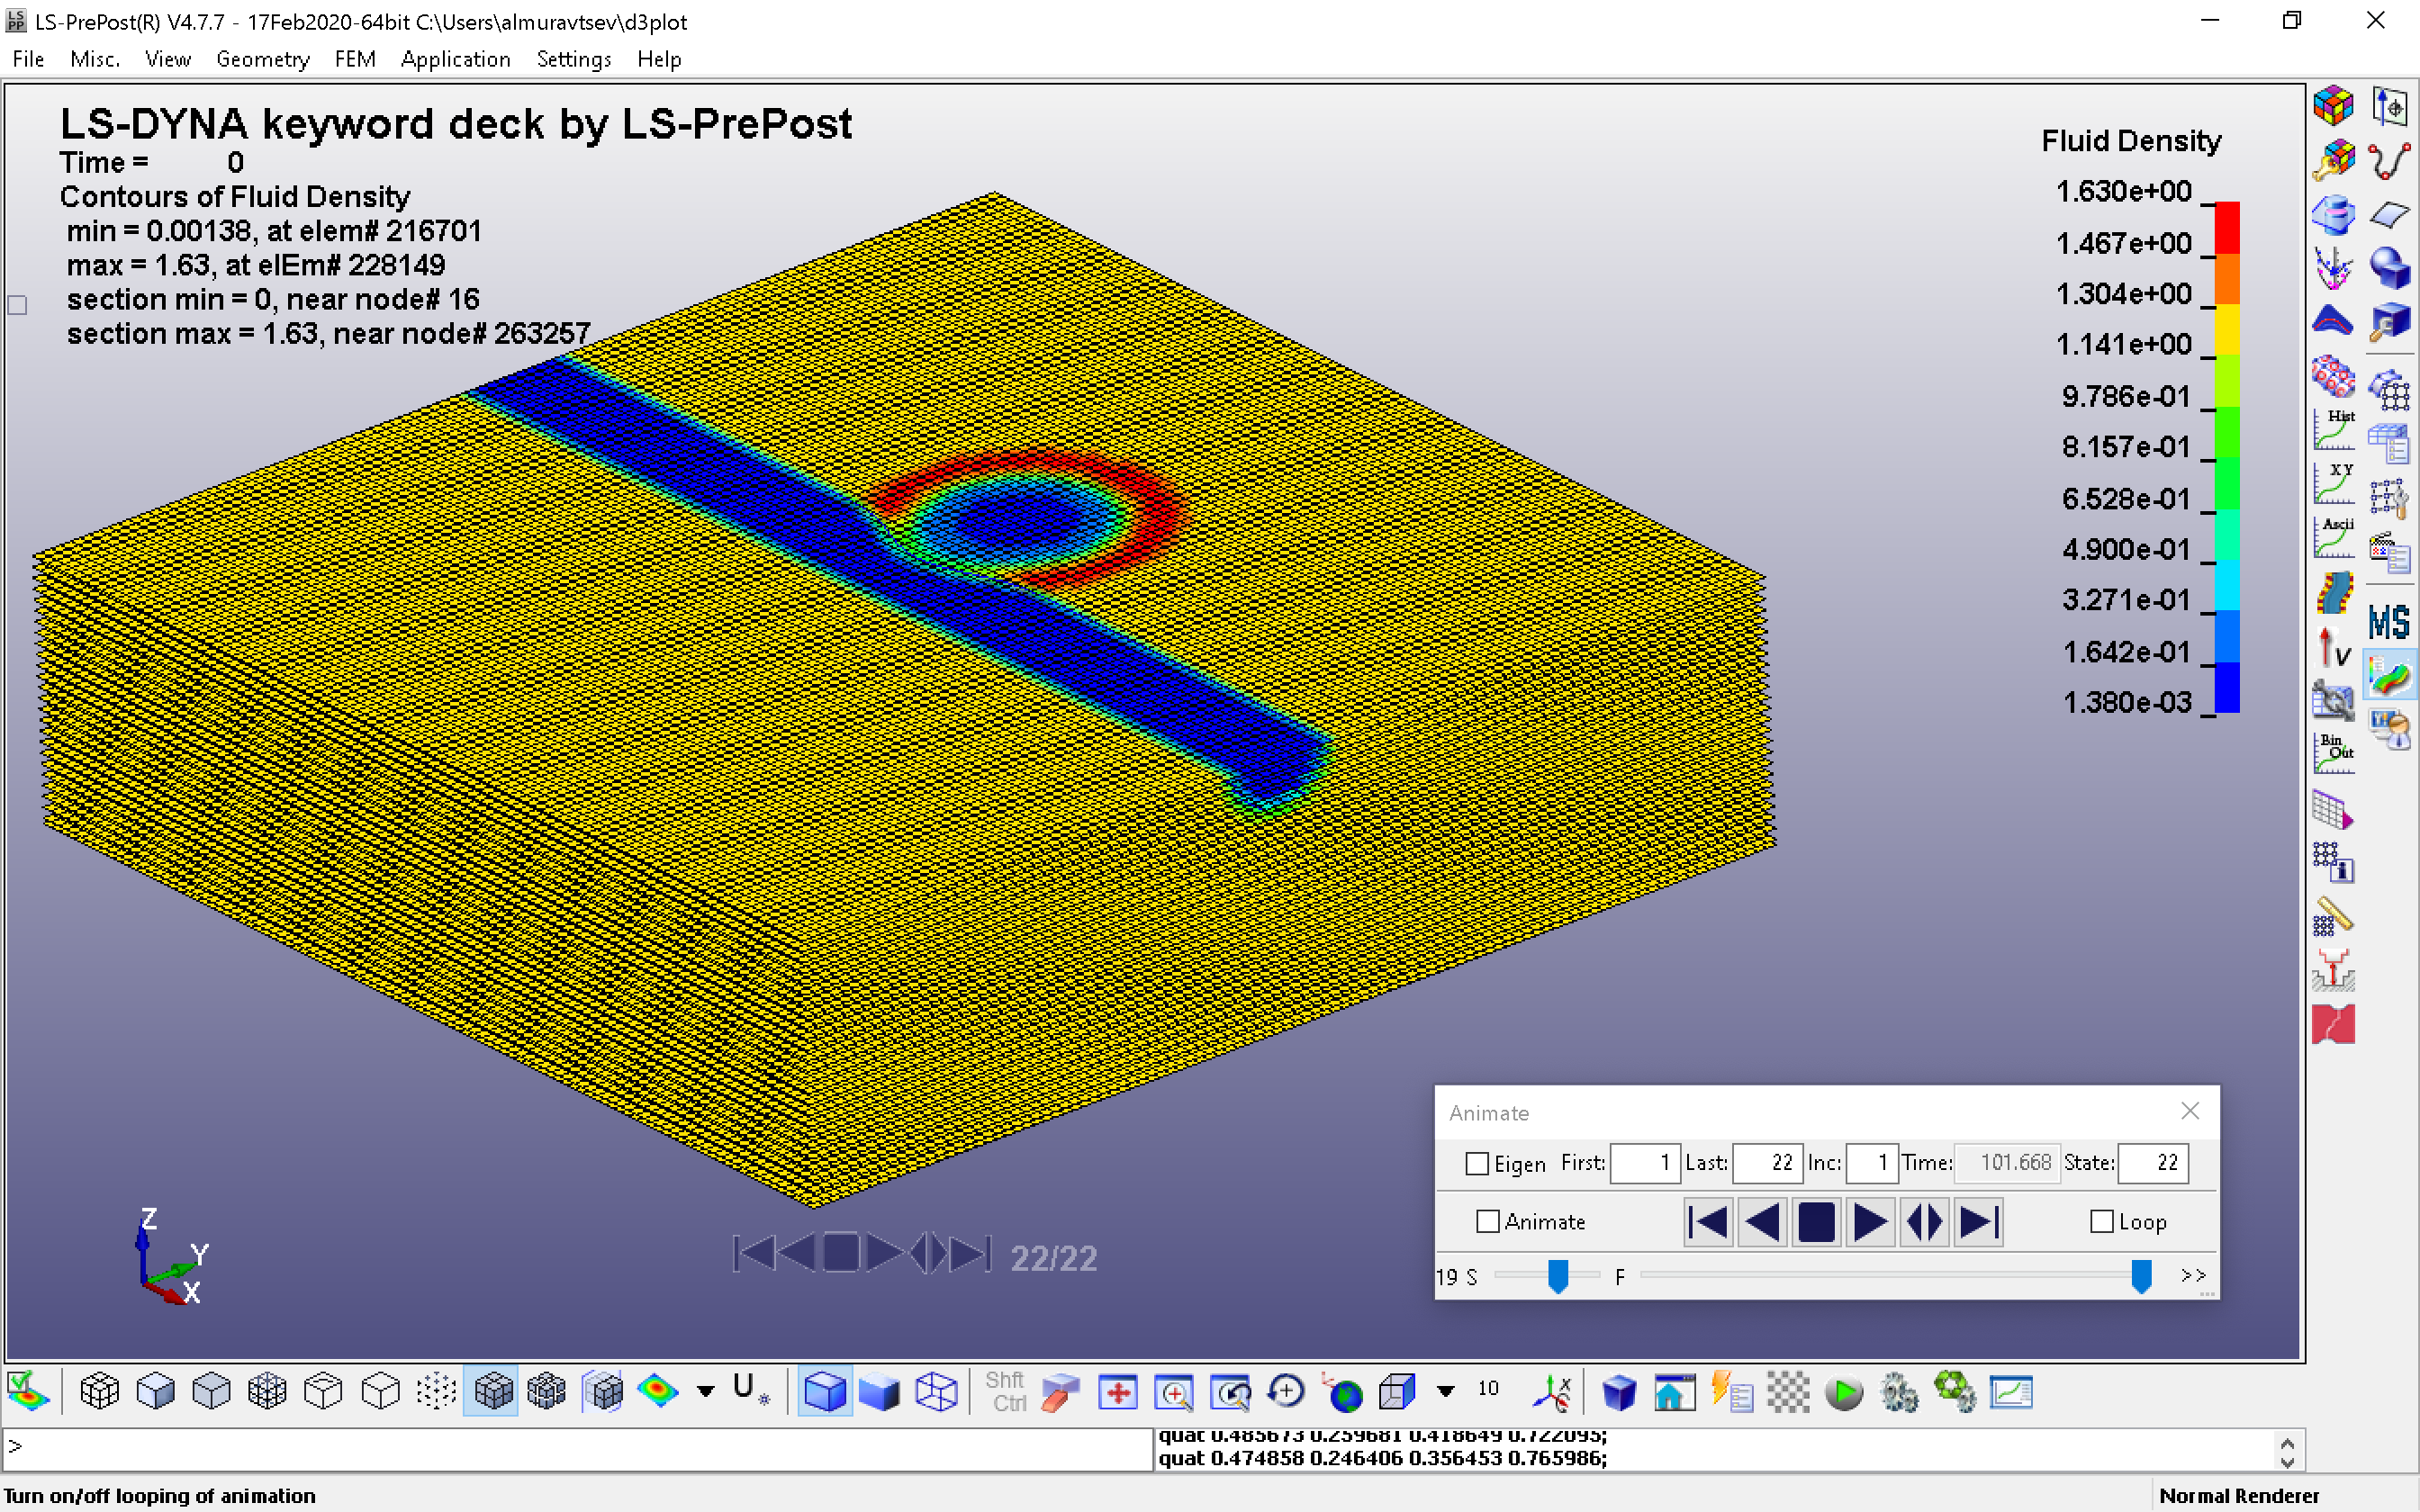 LS-PrePost(R) V4.7.7 - 17Feb2020-64bit C:\Users\almuravtsev\d3plot
File Misc. View Geometry FEM Application Settings Help
LS-DYNA keyword deck by LS-PrePost
Time = 0
Contours of Fluid Density
min = 0.00138, at elem# 216701
max = 1.63, at elEm# 228149
section min = 0, near node# 16
section max = 1.63, near node# 263257
Fluid Density
1.630e+00
1.467e+00
1.304e+00
1.141e+00
9.786e-01
8.157e-01
6.528e-01
4.900e-01
3.271e-01
1.642e-01
1.380e-03
Hist
XY
Ascii
MS
V
Bin
Out
Animate
Eigen First: 1 Last: 22 Inc: 1 Time: 101.668 State: 22
Animate Loop
19 S F >>
Z
Y
X
22/22
U
Shft
Ctrl
10
>
quat 0.485673 0.259681 0.418649 0.722095;
quat 0.474858 0.246406 0.356453 0.765986;
Turn on/off looping of animation
Normal Renderer